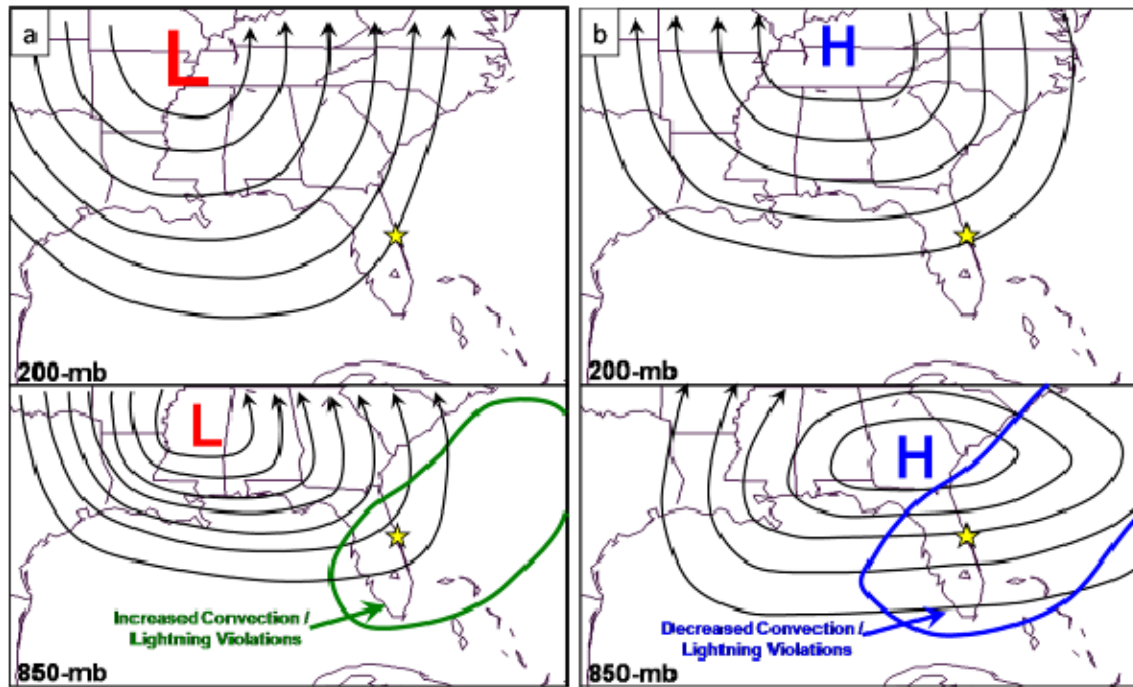 a
L
200-mb
b
H
200-mb
L
Increased Convection /
Lightning Violations
850-mb
H
Decreased Convection /
Lightning Violations
850-mb